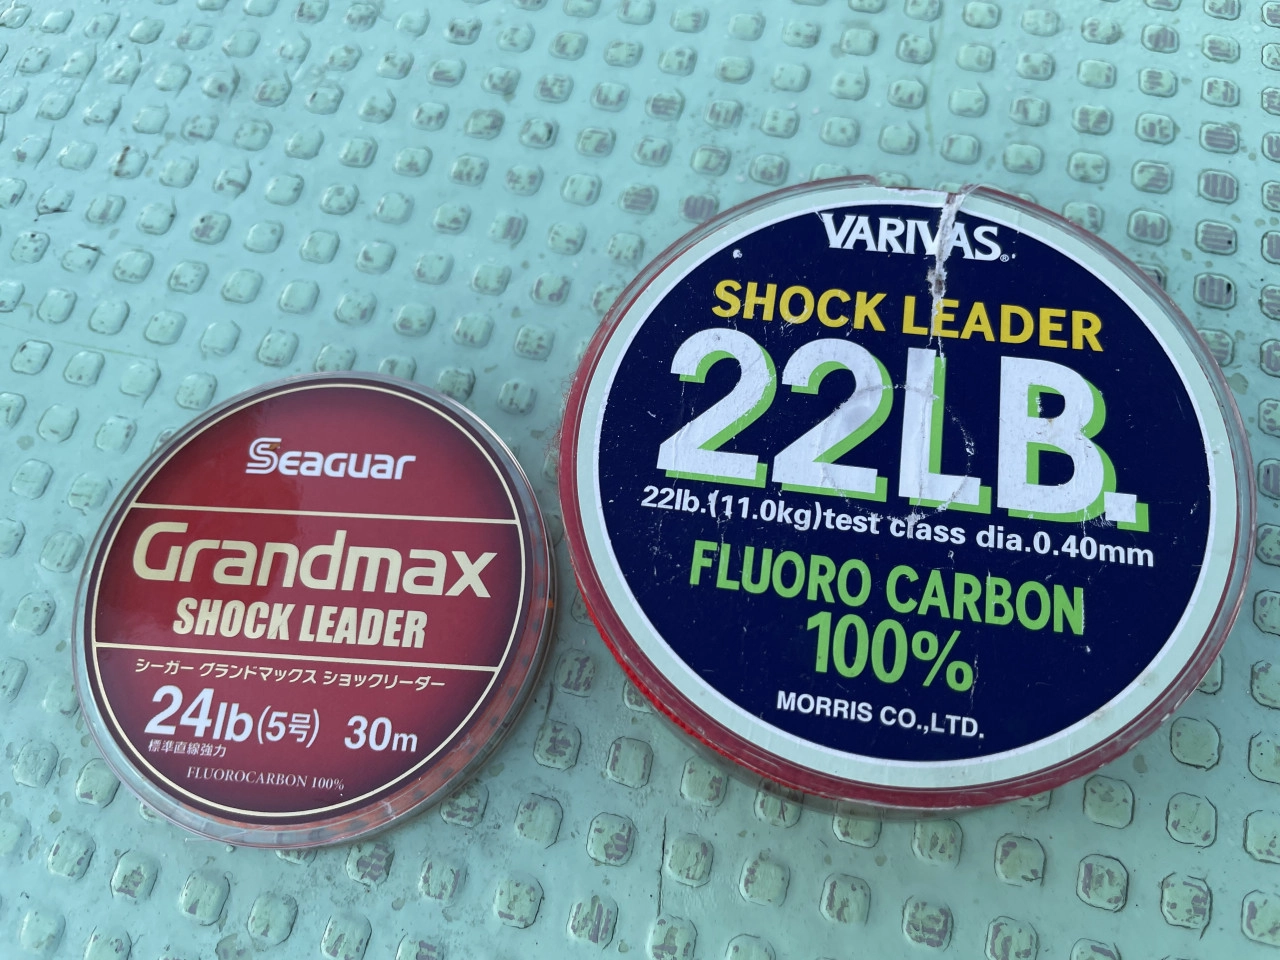 Seaguar
Grandmax
SHOCK LEADER
シーガー グランドマックス ショックリーダー
24lb(5号) 30m
標準直線強力
FLUOROCARBON 100%
VARIVAS®
SHOCK LEADER
22LB.
22lb.(11.0kg)test class dia.0.40mm
FLUORO CARBON
100%
MORRIS CO.,LTD.